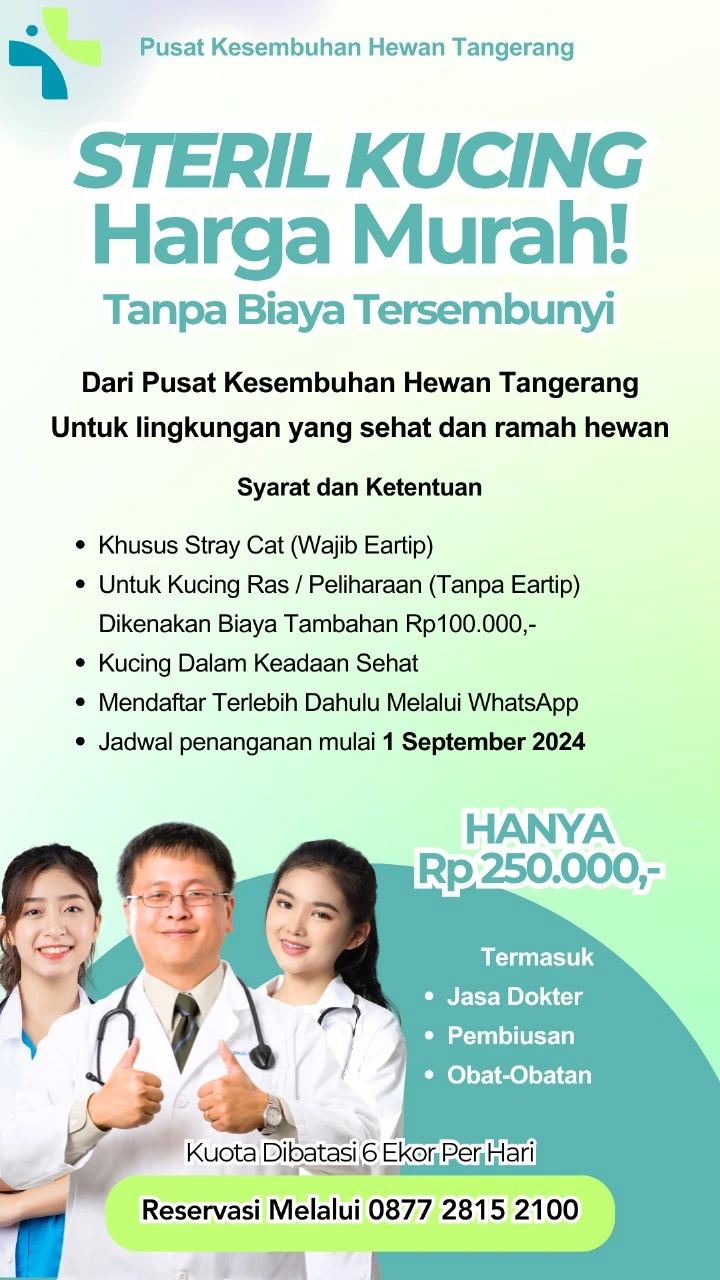 Pusat Kesembuhan Hewan Tangerang
STERIL KUCING
Harga Murah!
Tanpa Biaya Tersembunyi
Dari Pusat Kesembuhan Hewan Tangerang
Untuk lingkungan yang sehat dan ramah hewan
Syarat dan Ketentuan
• Khusus Stray Cat (Wajib Eartip)
• Untuk Kucing Ras / Peliharaan (Tanpa Eartip)
Dikenakan Biaya Tambahan Rp100.000,-
• Kucing Dalam Keadaan Sehat
• Mendaftar Terlebih Dahulu Melalui WhatsApp
• Jadwal penanganan mulai 1 September 2024
HANYA
Rp 250.000,-
Termasuk
• Jasa Dokter
• Pembiusan
• Obat-Obatan
Kuota Dibatasi 6 Ekor Per Hari
Reservasi Melalui 0877 2815 2100